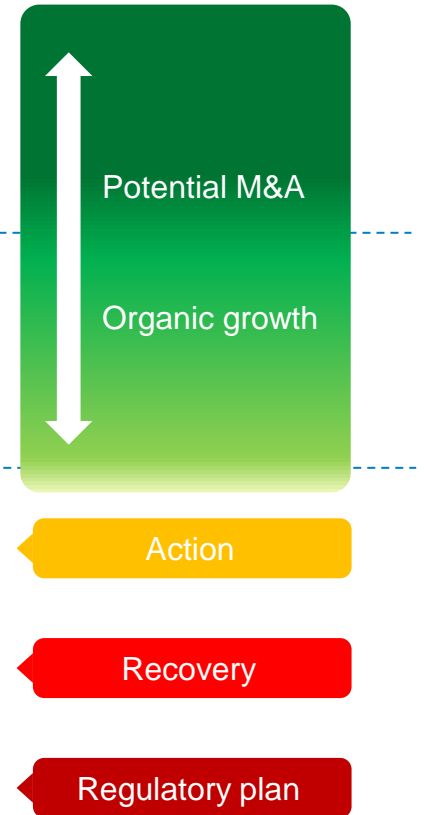 Potential M&A
Organic growth
Action
Recovery
Regulatory plan